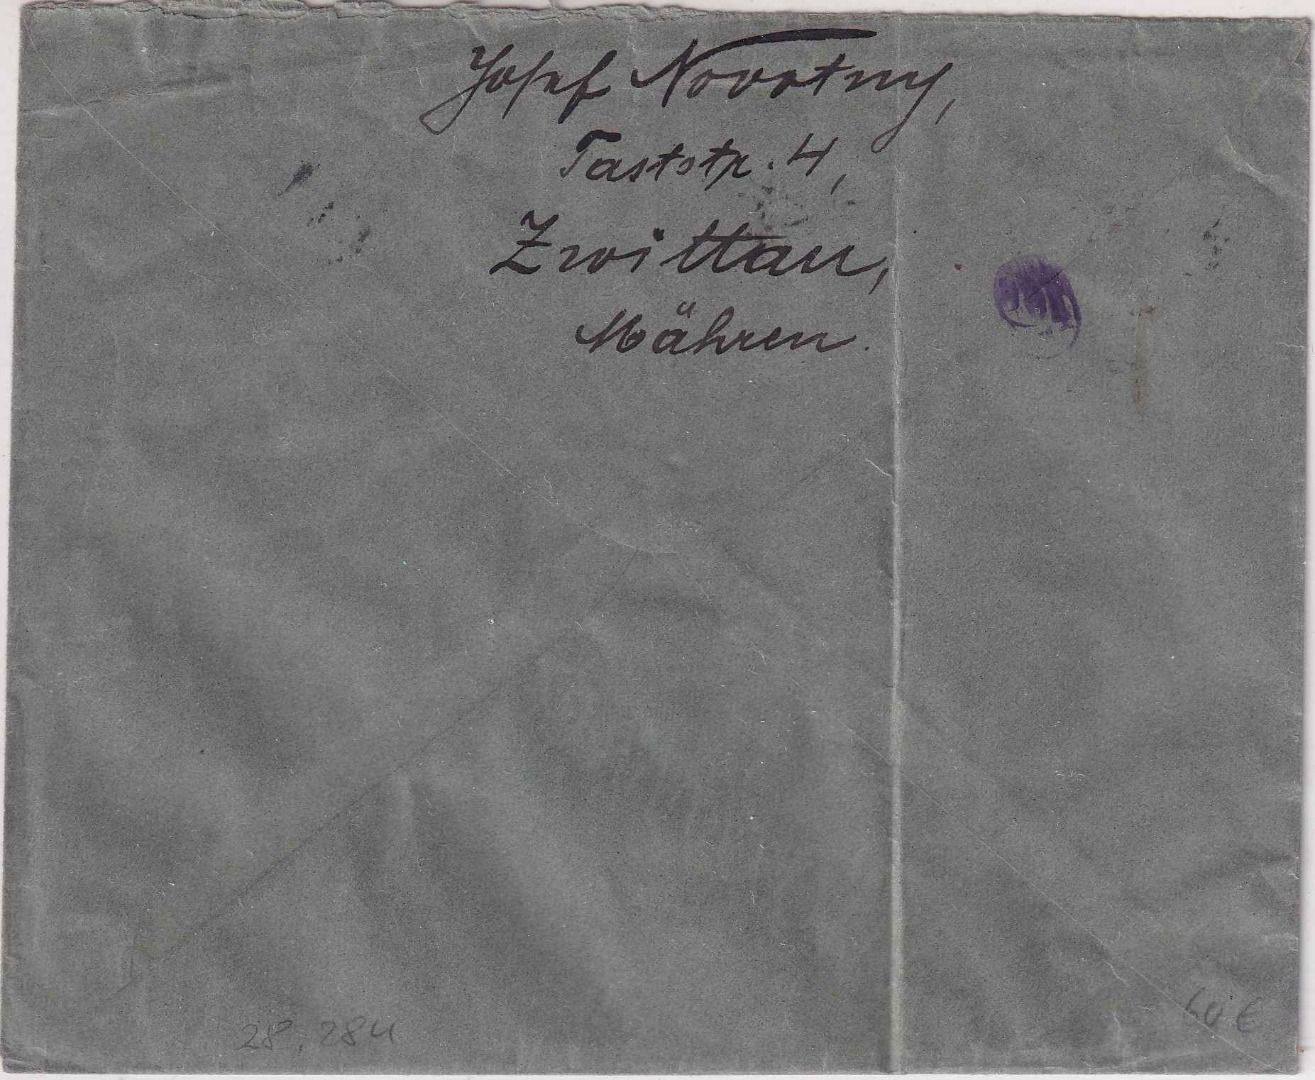 Josef Novotny,
Taststr. 4,
Zwittau,
Mähren.
28, 284
60 €